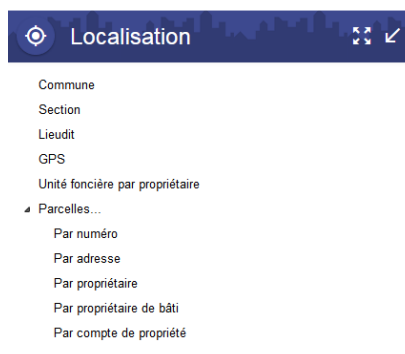 Localisation
Commune
Section
Lieudit
GPS
Unité foncière par propriétaire
Parcelles...
Par numéro
Par adresse
Par propriétaire
Par propriétaire de bâti
Par compte de propriété